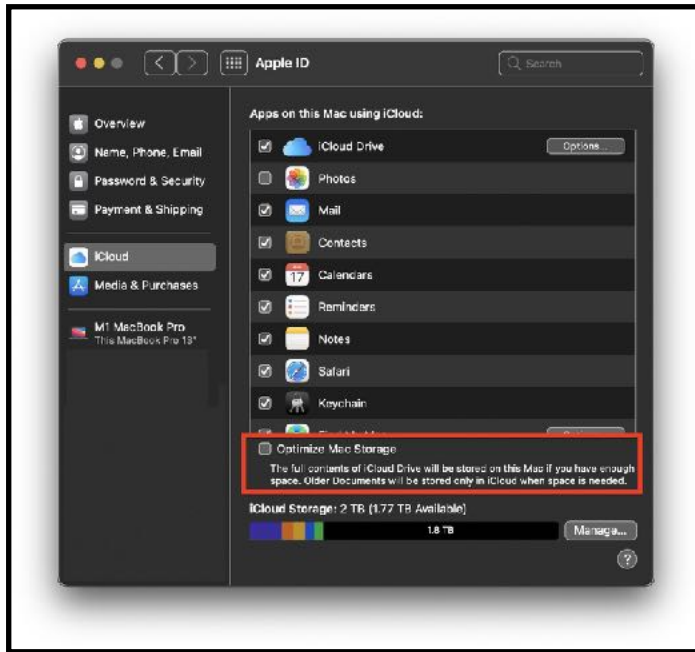 Apple ID
Search
Overview
Name, Phone, Email
Password & Security
Payment & Shipping
iCloud
Media & Purchases
M1 MacBook Pro
This MacBook Pro 13"
Apps on this Mac using iCloud:
iCloud Drive
Options...
Photos
Mail
Contacts
17
Calendars
Reminders
Notes
Safari
Keychain
Optimize Mac Storage
The full contents of iCloud Drive will be stored on this Mac if you have enough
space. Older Documents will be stored only in iCloud when space is needed.
iCloud Storage: 2 TB (1.77 TB Available)
1.8 TB
Manage...
?